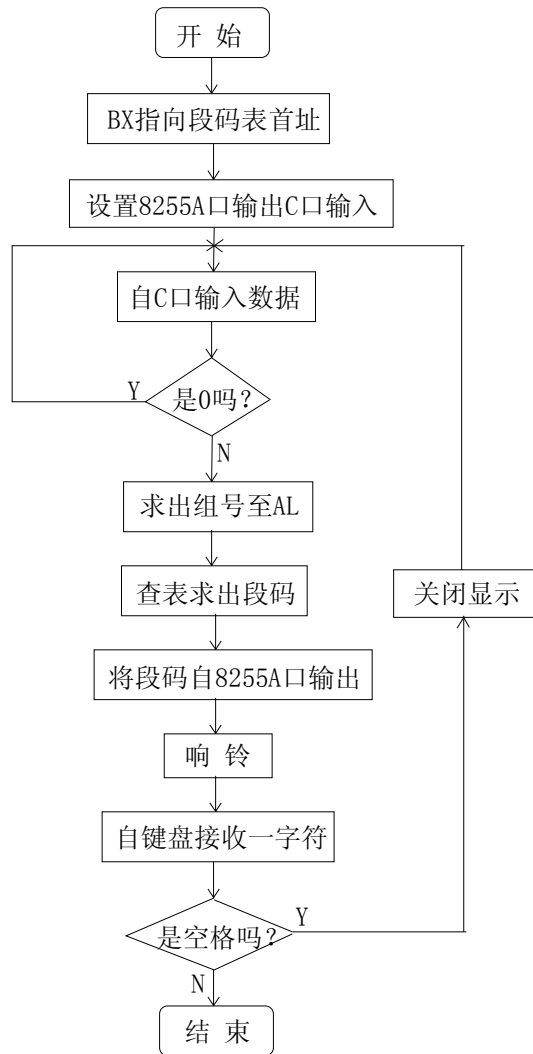 开 始
BX指向段码表首址
设置8255A口输出C口输入
自C口输入数据
Y
是0吗?
N
求出组号至AL
查表求出段码
关闭显示
将段码自8255A口输出
响 铃
自键盘接收一字符
Y
是空格吗?
N
结 束